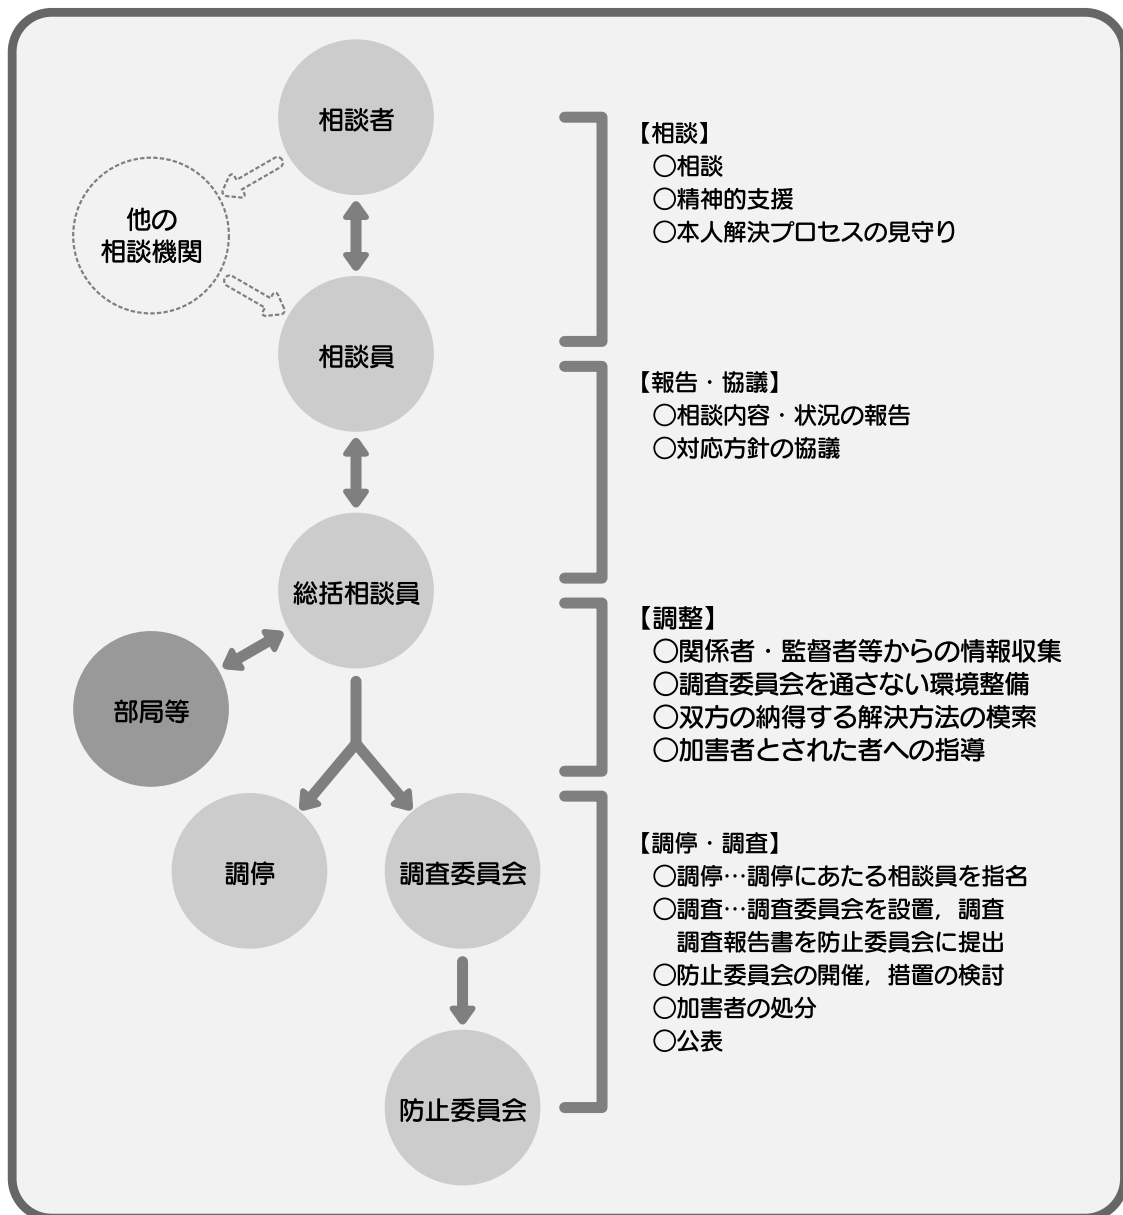 相談者
他の
相談機関
相談員
総括相談員
部局等
調停
調査委員会
防止委員会
【相談】
○相談
○精神的支援
○本人解決プロセスの見守り
【報告・協議】
○相談内容・状況の報告
○対応方針の協議
【調整】
○関係者・監督者等からの情報収集
○調査委員会を通さない環境整備
○双方の納得する解決方法の模索
○加害者とされた者への指導
【調停・調査】
○調停…調停にあたる相談員を指名
○調査…調査委員会を設置，調査
調査報告書を防止委員会に提出
○防止委員会の開催，措置の検討
○加害者の処分
○公表